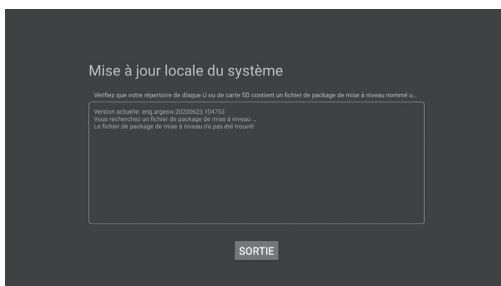 Mise à jour locale du système
Vérifiez que votre répertoire de disque U ou de carte SD contient un fichier de package de mise à niveau nommé u...
Version actuelle: eng.argesw.20200623.104753
Vous recherchez un fichier de package de mise à niveau ...
Le fichier de package de mise à niveau n'a pas été trouvé!
SORTIE